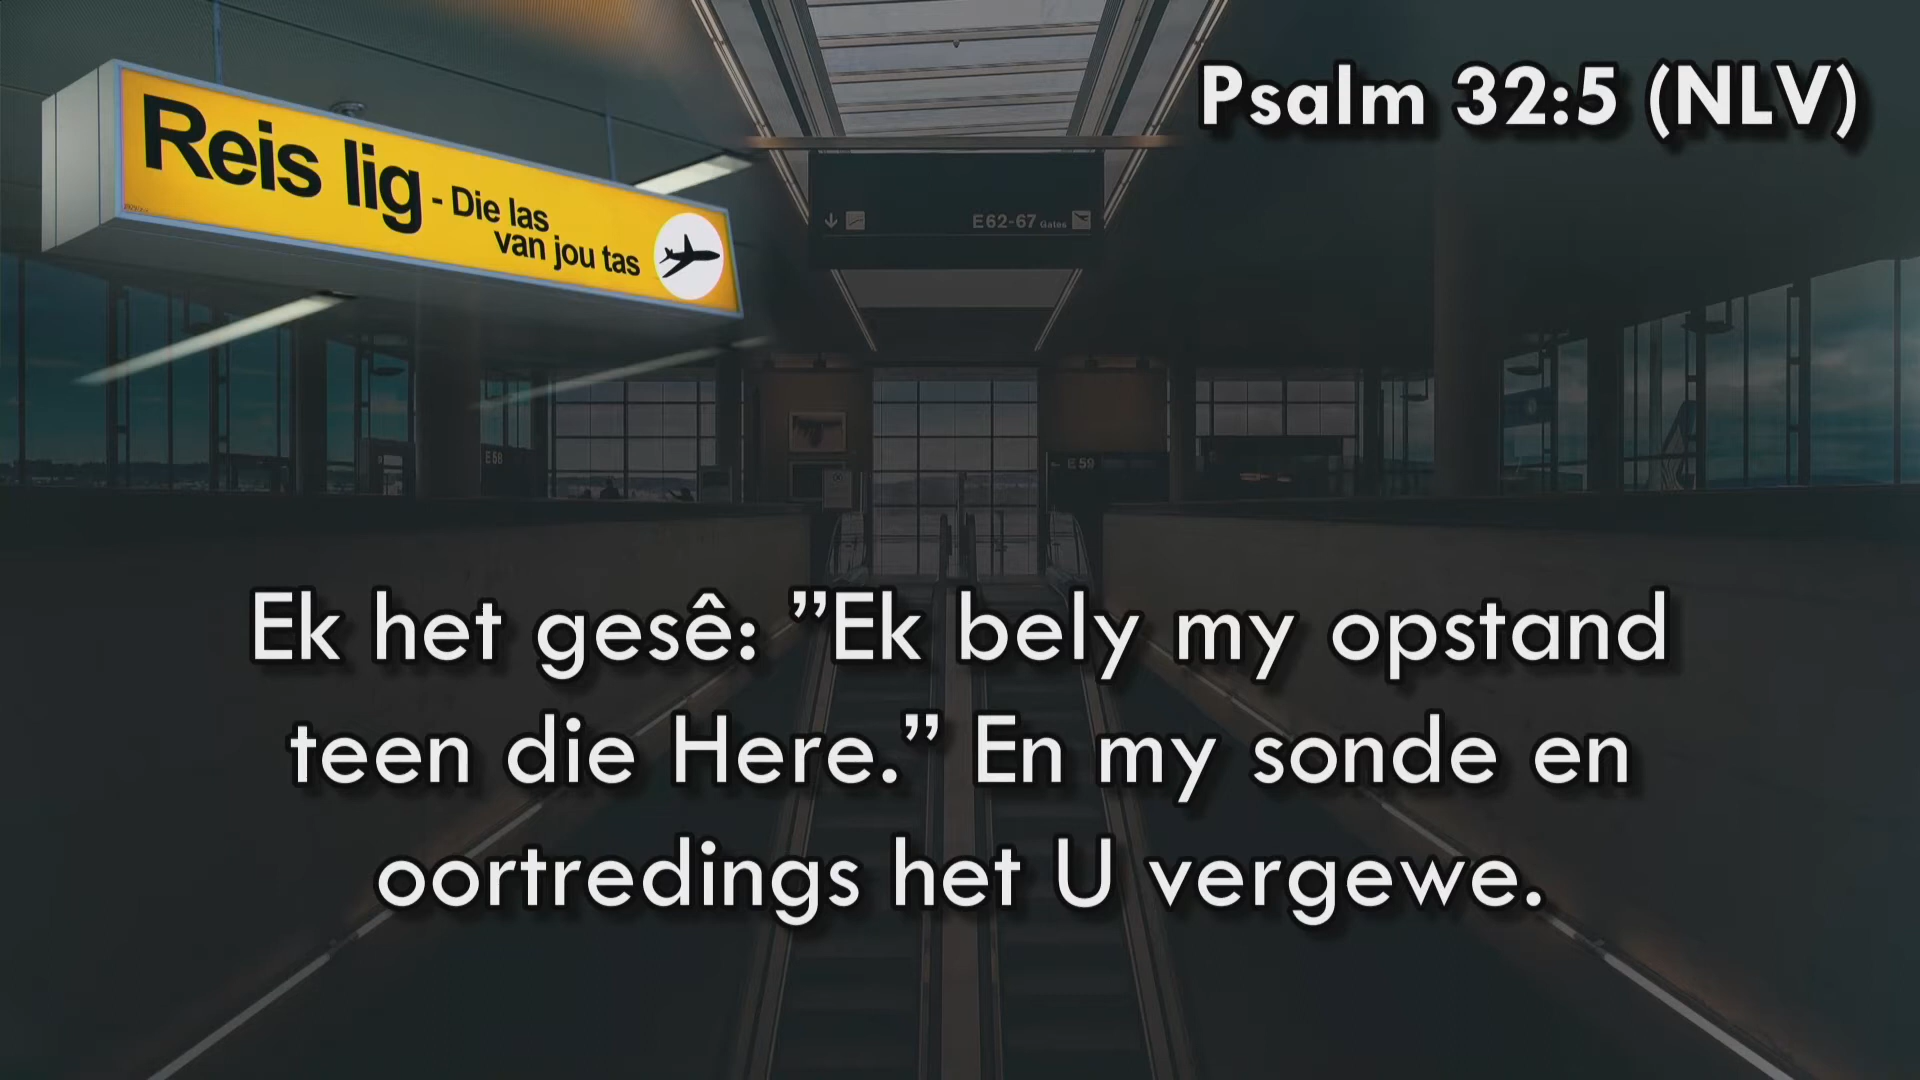 Psalm 32:5 (NLV)
Reis lig - Die las
van jou tas
E62-67 Gates
E58
E59
Ek het gesê: ”Ek bely my opstand
teen die Here.” En my sonde en
oortredings het U vergewe.